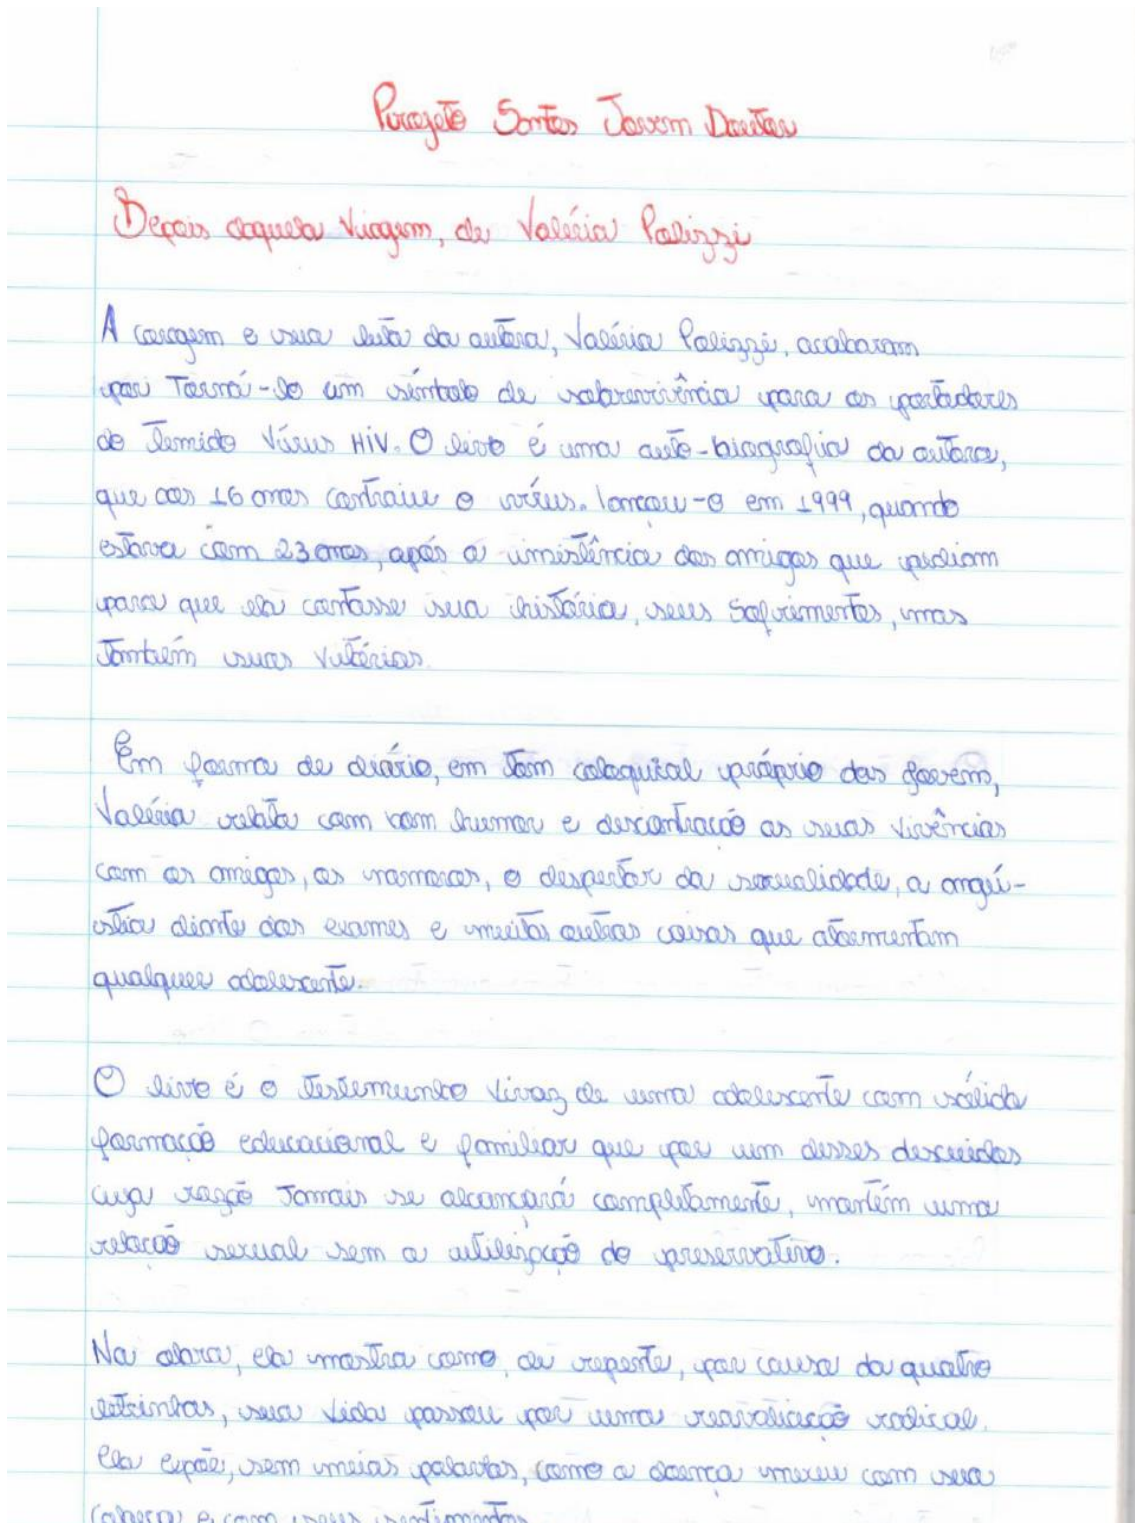 Projeto Santos Jovem Doutor
Depois daquela viagem, de Valéria Polizzi
A coragem e sua luta da autora, Valéria Polizzi, acabaram
por Torná-lo um símbolo de sobrevivência para os portadores
do Temido Vírus HIV. O livro é uma auto-biografia da autora,
que aos 16 anos contraiu o vírus. lançou-o em 1999, quando
estava com 23 anos, após a insistência dos amigos que pediam
para que ela contasse sua história, seus sofrimentos, mas
Também suas vitórias.
Em forma de diário, em Tom coloquial próprio dos jovens,
Valéria relata com bom humor e descontração as suas vivências
com os amigos, os namoros, o despertar da sexualidade, a angú-
stia diante dos exames e muitas outras coisas que atormentam
qualquer adolescente.
O livro é o Testemunho vivaz de uma adolescente com sólida
formação educacional e familiar que por um desses descuidos
cuja razão Jamais se alcançará completamente, mantém uma
relação sexual sem a utilização do preservativo.
Na obra, ela mostra como, de repente, por causa da quatro
letrinhas, sua vida passou por uma reavaliação radical.
Ela expõe, sem meias palavras, como a doença mexeu com sua
cabeça e com seus sentimentos